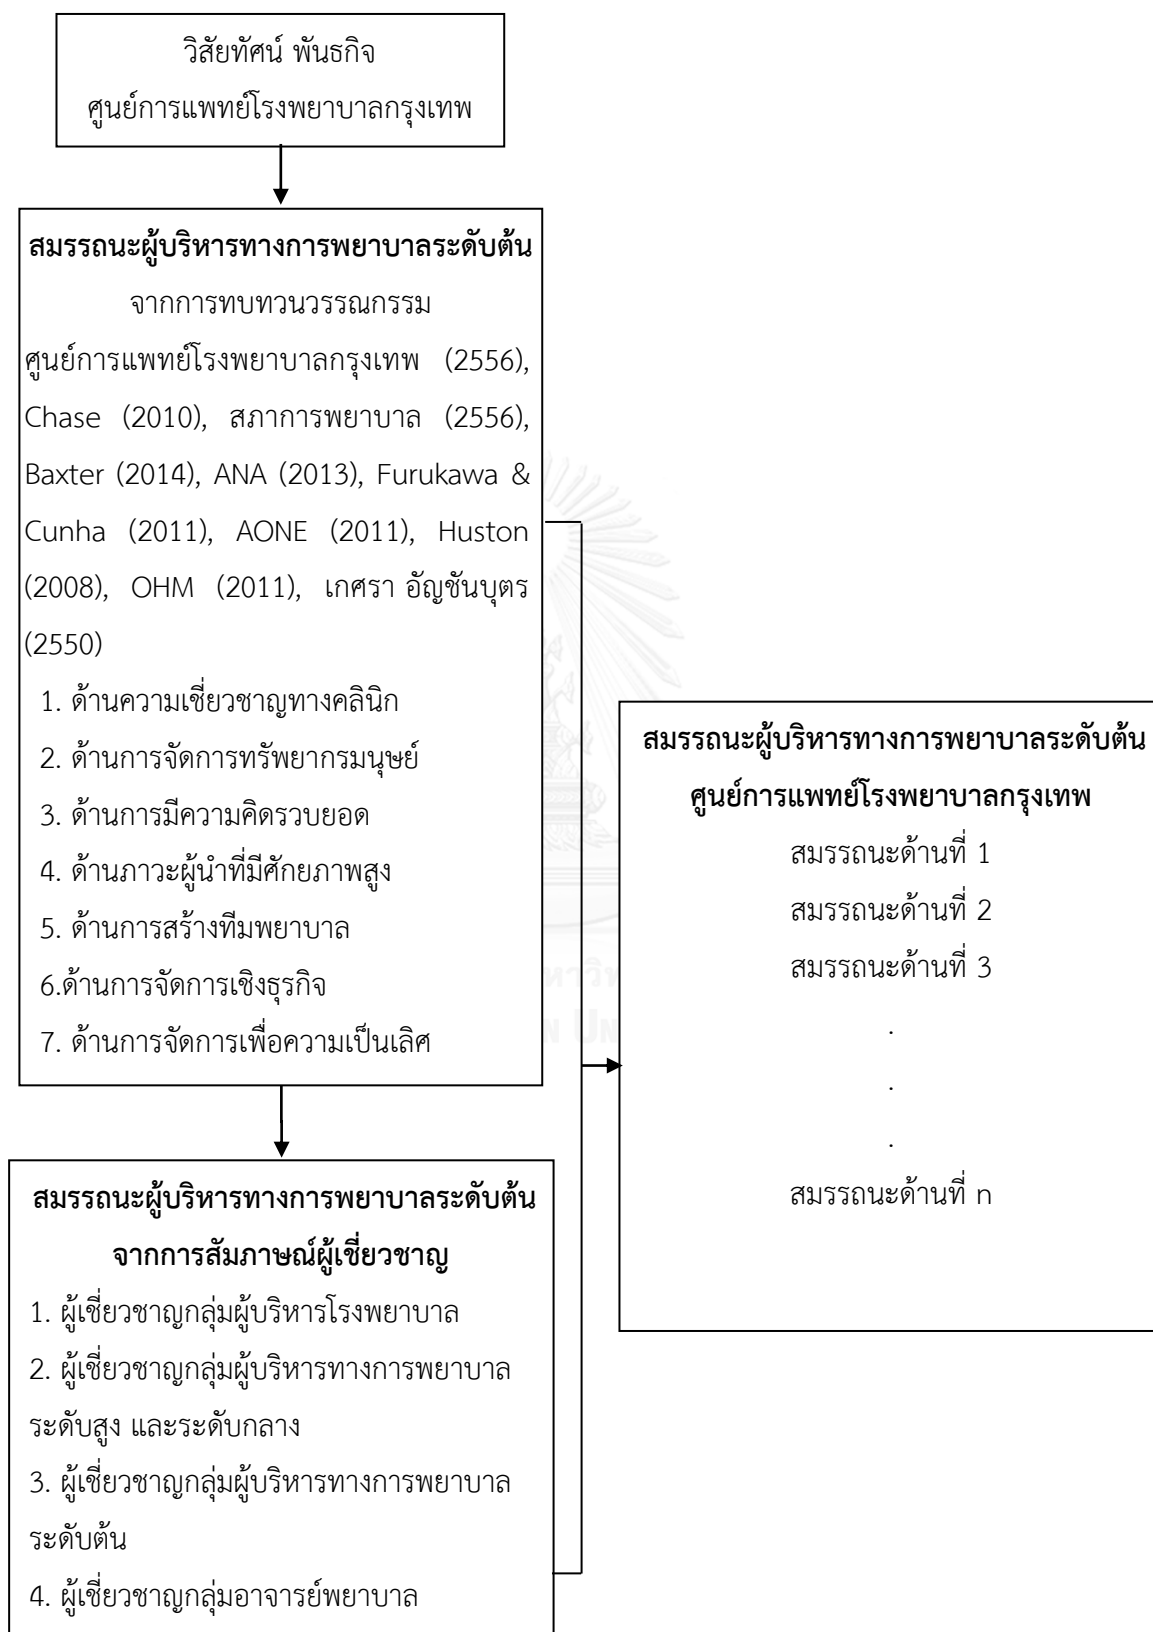 วิสัยทัศน์ พันธกิจ
ศูนย์การแพทย์โรงพยาบาลกรุงเทพ
สมรรถนะผู้บริหารทางการพยาบาลระดับต้น
จากการทบทวนวรรณกรรม
ศูนย์การแพทย์โรงพยาบาลกรุงเทพ (2556),
Chase (2010), สภาการพยาบาล (2556),
Baxter (2014), ANA (2013), Furukawa &
Cunha (2011), AONE (2011), Huston
(2008), OHM (2011), เกศรา อัญชันบุตร
(2550)
1. ด้านความเชี่ยวชาญทางคลินิก
2. ด้านการจัดการทรัพยากรมนุษย์
3. ด้านการมีความคิดรวบยอด
4. ด้านภาวะผู้นำที่มีศักยภาพสูง
5. ด้านการสร้างทีมพยาบาล
6.ด้านการจัดการเชิงธุรกิจ
7. ด้านการจัดการเพื่อความเป็นเลิศ
สมรรถนะผู้บริหารทางการพยาบาลระดับต้น
จากการสัมภาษณ์ผู้เชี่ยวชาญ
1. ผู้เชี่ยวชาญกลุ่มผู้บริหารโรงพยาบาล
2. ผู้เชี่ยวชาญกลุ่มผู้บริหารทางการพยาบาล
ระดับสูง และระดับกลาง
3. ผู้เชี่ยวชาญกลุ่มผู้บริหารทางการพยาบาล
ระดับต้น
4. ผู้เชี่ยวชาญกลุ่มอาจารย์พยาบาล
สมรรถนะผู้บริหารทางการพยาบาลระดับต้น
ศูนย์การแพทย์โรงพยาบาลกรุงเทพ
สมรรถนะด้านที่ 1
สมรรถนะด้านที่ 2
สมรรถนะด้านที่ 3
.
.
.
สมรรถนะด้านที่ n